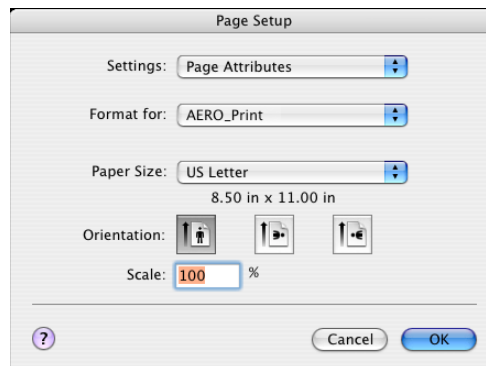 Page Setup
Settings: Page Attributes
Format for: AERO_Print
Paper Size: US Letter
8.50 in x 11.00 in
Orientation:
Scale: 100 %
? Cancel OK